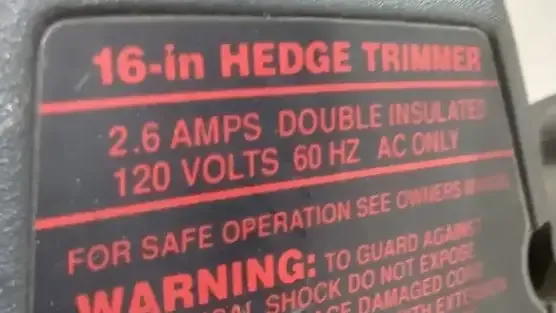 16-in HEDGE TRIMMER
2.6 AMPS DOUBLE INSULATED
120 VOLTS 60 HZ AC ONLY
FOR SAFE OPERATION SEE OWNERS
WARNING: TO GUARD AGAINST
SHOCK DO NOT EXPOSE
DAMAGED
WITH